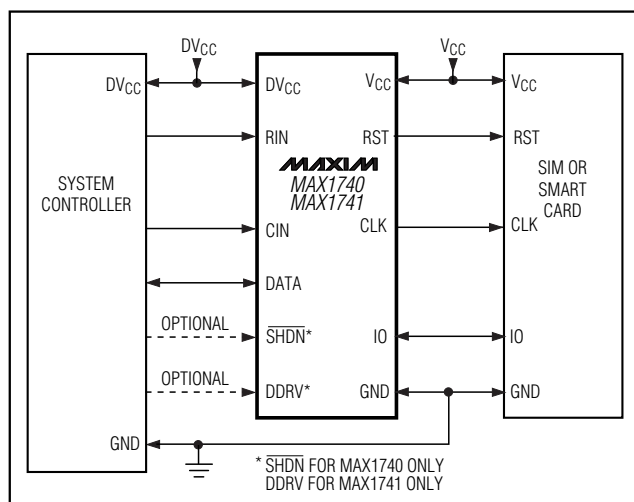 DVCC
VCC
DVCC
DVCC
VCC
VCC
RIN
RST
RST
MAXIM
MAX1740
MAX1741
SYSTEM
CONTROLLER
SIM OR
SMART
CARD
CIN
CLK
CLK
DATA
OPTIONAL
SHDN*
IO
IO
OPTIONAL
DDRV*
GND
GND
GND
* SHDN FOR MAX1740 ONLY
DDRV FOR MAX1741 ONLY